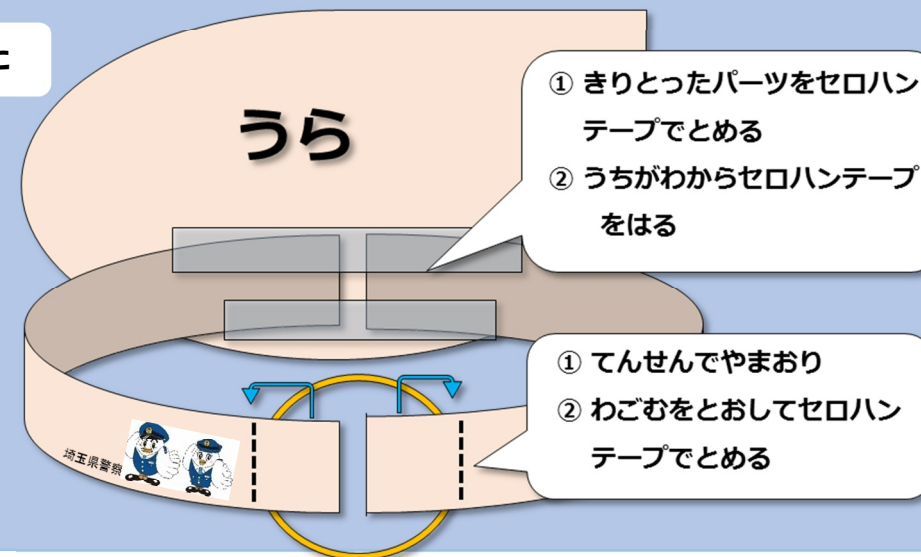 うら
① きりとったパーツをセロハン
テープでとめる
② うちがわからセロハンテープ
をはる
① てんせんでやまおり
② わごむをとおしてセロハン
テープでとめる
埼玉県警察